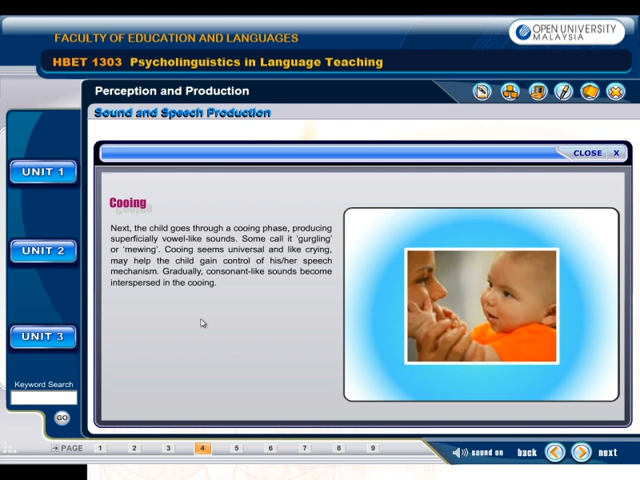 FACULTY OF EDUCATION AND LANGUAGES
OPEN UNIVERSITY
MALAYSIA
HBET 1303 Psycholinguistics in Language Teaching
Perception and Production
Sound and Speech Production
CLOSE X
UNIT 1
UNIT 2
UNIT 3
Keyword Search
GO
Cooing
Next, the child goes through a cooing phase, producing
superficially vowel-like sounds. Some call it ‘gurgling’
or ‘mewing’. Cooing seems universal and like crying,
may help the child gain control of his/her speech
mechanism. Gradually, consonant-like sounds become
interspersed in the cooing.
PAGE 1 2 3 4 5 6 7 8 9
sound on back next